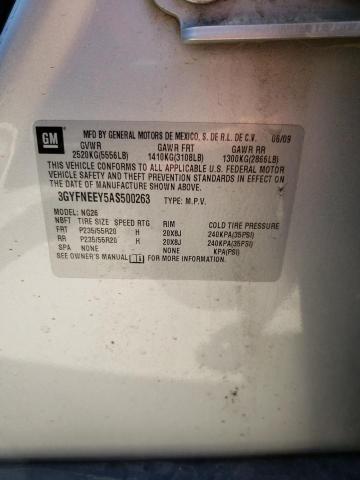 GM
MFD BY GENERAL MOTORS DE MEXICO, S. DE R.L. DE C.V. 06/09
GVWR GAWR FRT GAWR RR
2520KG(5556LB) 1410KG(3108LB) 1300KG(2866LB)
THIS VEHICLE CONFORMS TO ALL APPLICABLE U.S. FEDERAL MOTOR
VEHICLE SAFETY, BUMPER, AND THEFT PREVENTION STANDARDS IN EFFECT ON
THE DATE OF MANUFACTURE SHOWN ABOVE.
3GYFNEEY5AS500263 TYPE: M.P.V.
MODEL: NG26
NBFT TIRE SIZE SPEED RTG RIM COLD TIRE PRESSURE
FRT P235/55R20 H 20X8J 240KPA(35PSI)
RR P235/55R20 H 20X8J 240KPA(35PSI)
SPA NONE NONE KPA(PSI)
SEE OWNER'S MANUAL FOR MORE INFORMATION.